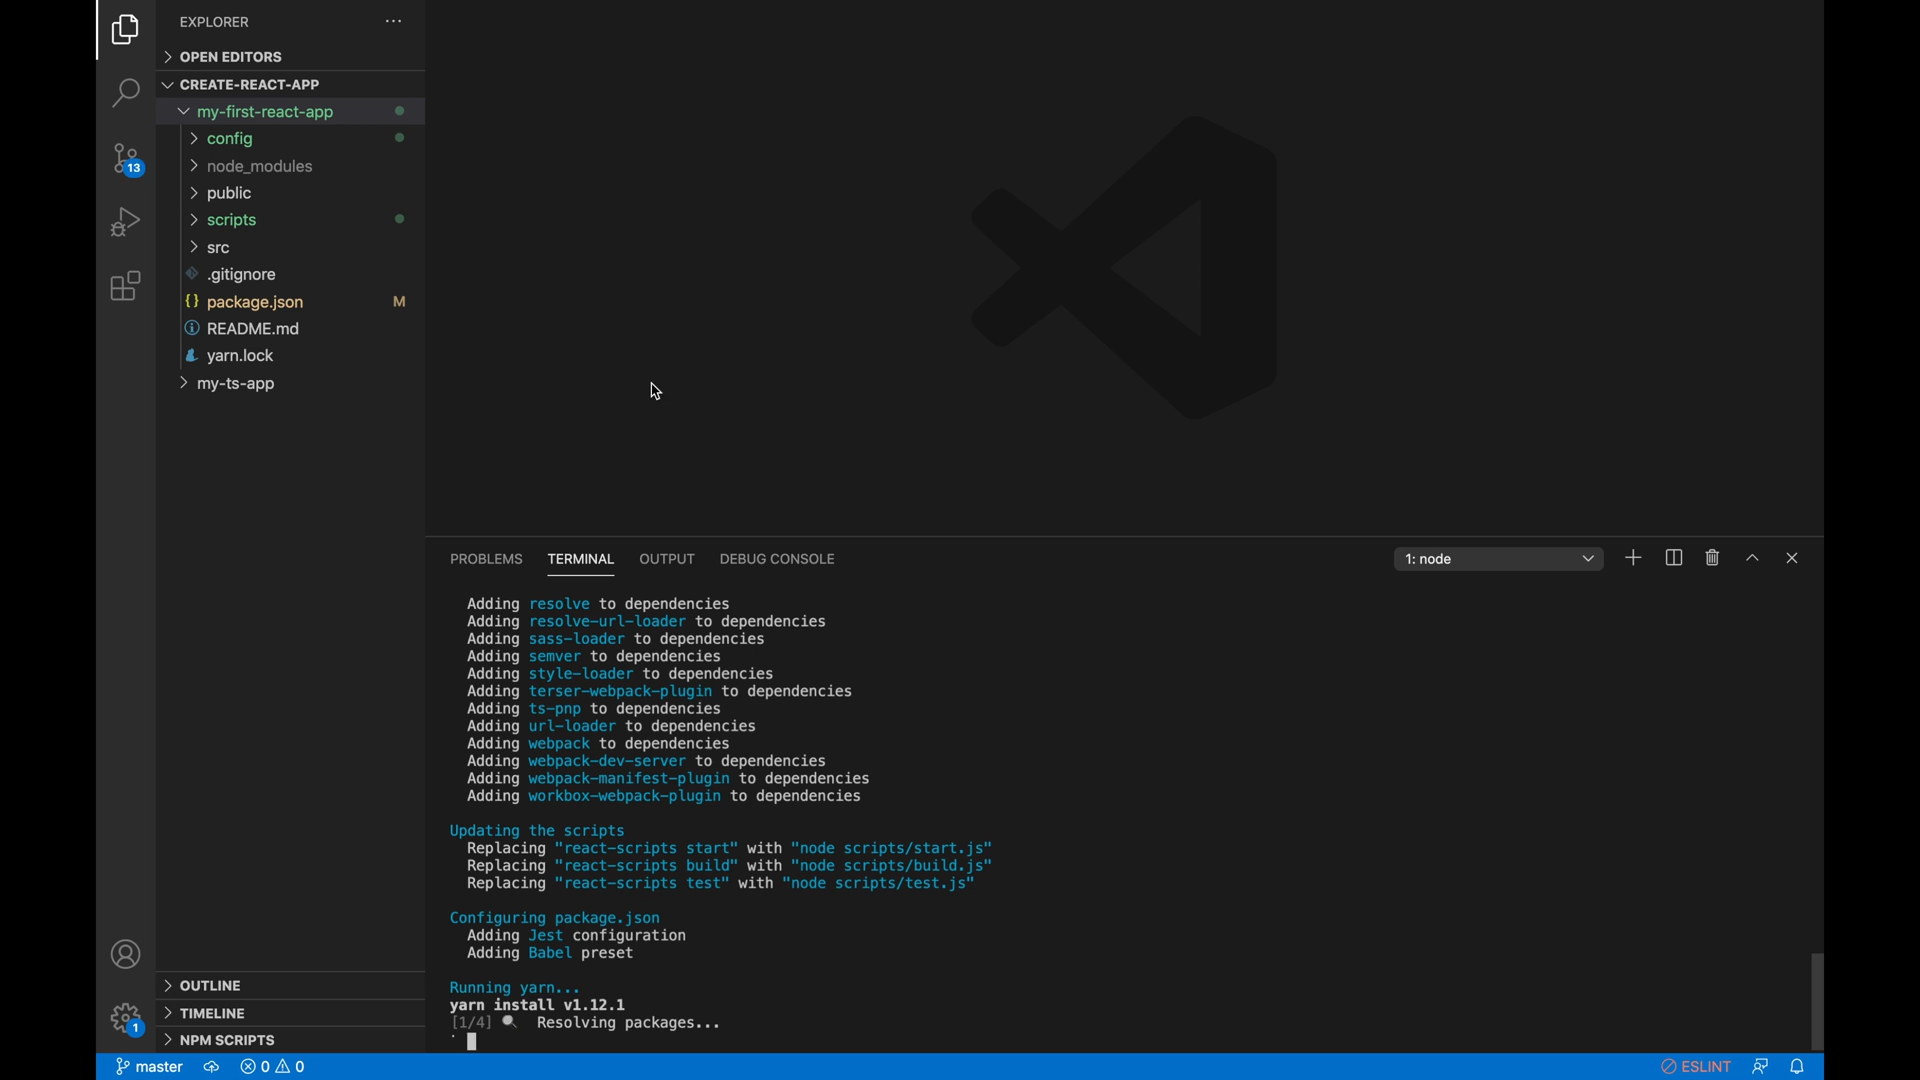 EXPLORER
OPEN EDITORS
CREATE-REACT-APP
my-first-react-app
config
node_modules
public
scripts
src
.gitignore
package.json M
README.md
yarn.lock
my-ts-app
13
OUTLINE
TIMELINE
NPM SCRIPTS
1
PROBLEMS TERMINAL OUTPUT DEBUG CONSOLE 1: node
Adding resolve to dependencies
Adding resolve-url-loader to dependencies
Adding sass-loader to dependencies
Adding semver to dependencies
Adding style-loader to dependencies
Adding terser-webpack-plugin to dependencies
Adding ts-pnp to dependencies
Adding url-loader to dependencies
Adding webpack to dependencies
Adding webpack-dev-server to dependencies
Adding webpack-manifest-plugin to dependencies
Adding workbox-webpack-plugin to dependencies
Updating the scripts
Replacing "react-scripts start" with "node scripts/start.js"
Replacing "react-scripts build" with "node scripts/build.js"
Replacing "react-scripts test" with "node scripts/test.js"
Configuring package.json
Adding Jest configuration
Adding Babel preset
Running yarn...
yarn install v1.12.1
[1/4] 🔍 Resolving packages...
master 0 0 ESLINT